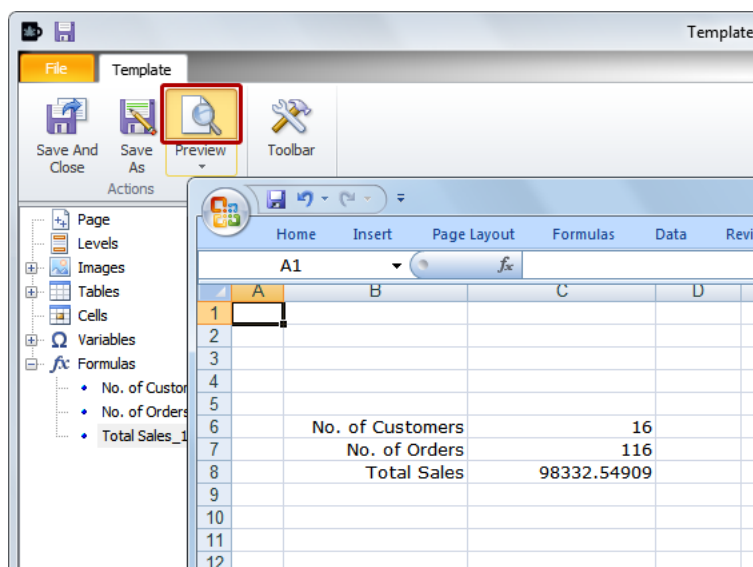 Template
File Template
Save And Close
Save As
Preview
Toolbar
Actions
Page
Levels
Images
Tables
Cells
Variables
fx Formulas
No. of Custor
No. of Orders
Total Sales_1
Home Insert Page Layout Formulas Data Revi
A1 fx
A B C D
1
2
3
4
5
6 No. of Customers 16
7 No. of Orders 116
8 Total Sales 98332.54909
9
10
11
12